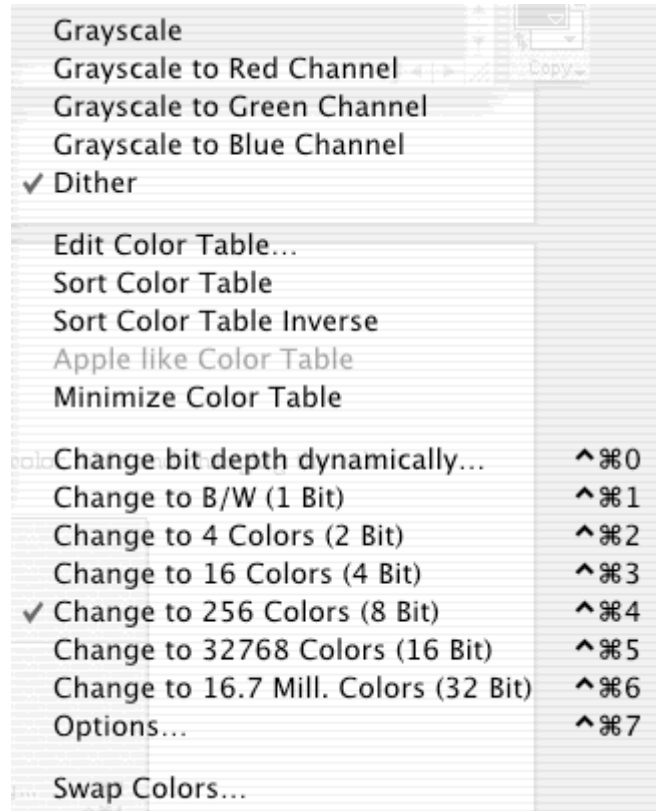 Copy
Grayscale
Grayscale to Red Channel
Grayscale to Green Channel
Grayscale to Blue Channel
✓ Dither
Edit Color Table...
Sort Color Table
Sort Color Table Inverse
Apple like Color Table
Minimize Color Table
Change bit depth dynamically... ^⌘0
Change to B/W (1 Bit) ^⌘1
Change to 4 Colors (2 Bit) ^⌘2
Change to 16 Colors (4 Bit) ^⌘3
✓ Change to 256 Colors (8 Bit) ^⌘4
Change to 32768 Colors (16 Bit) ^⌘5
Change to 16.7 Mill. Colors (32 Bit) ^⌘6
Options... ^⌘7
Swap Colors...